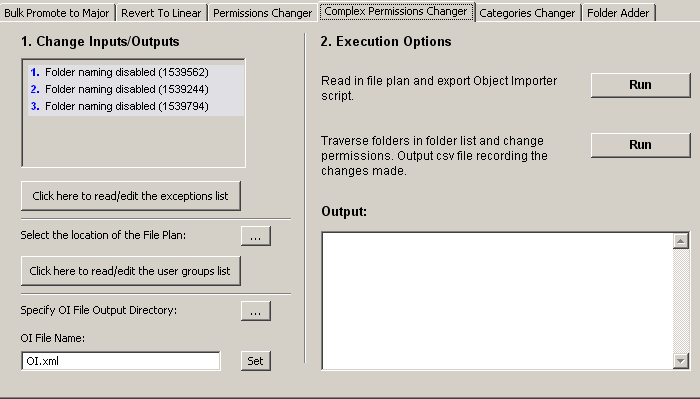 Bulk Promote to Major Revert To Linear Permissions Changer Complex Permissions Changer Categories Changer Folder Adder
1. Change Inputs/Outputs
1. Folder naming disabled (1539562)
2. Folder naming disabled (1539244)
3. Folder naming disabled (1539794)
Click here to read/edit the exceptions list
Select the location of the File Plan: ...
Click here to read/edit the user groups list
Specify OI File Output Directory: ...
OI File Name:
OI.xml Set
2. Execution Options
Read in file plan and export Object Importer
script.
Run
Traverse folders in folder list and change
permissions. Output csv file recording the
changes made.
Run
Output: